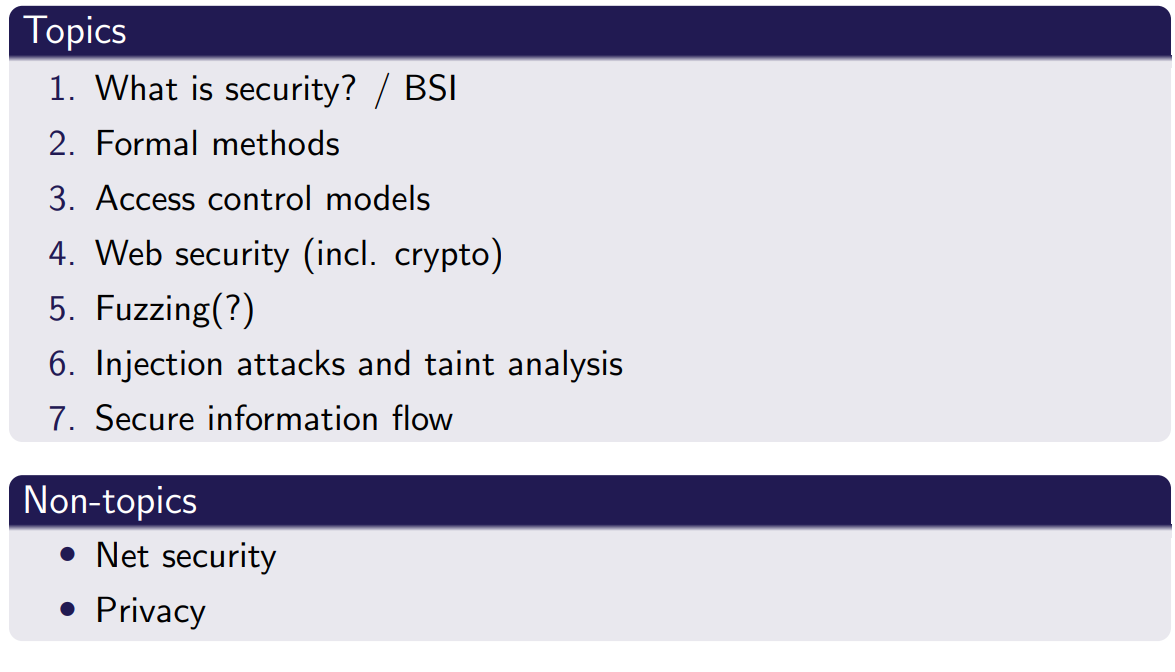 Topics
1. What is security? / BSI
2. Formal methods
3. Access control models
4. Web security (incl. crypto)
5. Fuzzing(?)
6. Injection attacks and taint analysis
7. Secure information flow
Non-topics
• Net security
• Privacy